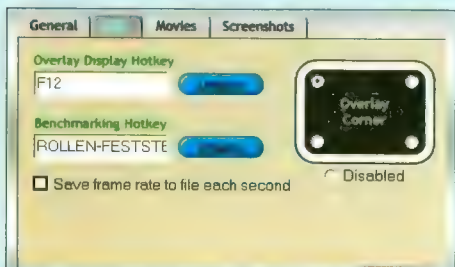 General Movies Screenshots
Overlay Display Hotkey
F12
Overlay
Corner
Benchmarking Hotkey
ROLLEN-FESTSTE
Disabled
Save frame rate to file each second